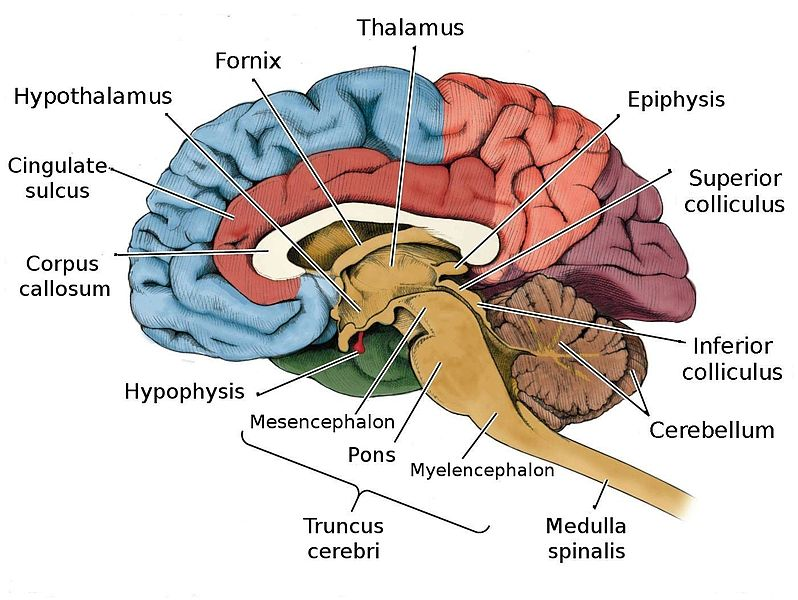 Thalamus
Fornix
Hypothalamus
Epiphysis
Cingulate
sulcus
Superior
colliculus
Corpus
callosum
Inferior
colliculus
Hypophysis
Mesencephalon
Cerebellum
Pons
Myelencephalon
Truncus
cerebri
Medulla
spinalis